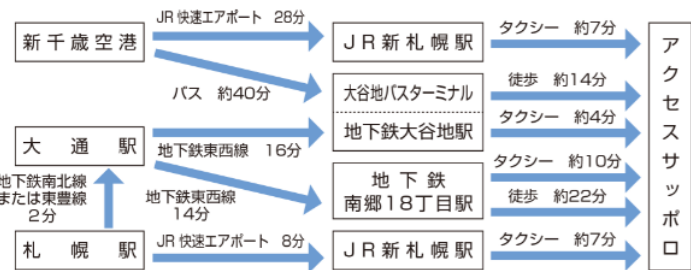 JR 快速エアポート 28分
タクシー 約7分
新千歳空港
JR新札幌駅
バス 約40分
大谷地バスターミナル
徒歩 約14分
地下鉄大谷地駅
タクシー 約4分
大通駅
地下鉄東西線 16分
地下鉄南北線
または東豊線
2分
地下鉄東西線
14分
地下鉄
南郷18丁目駅
タクシー 約10分
徒歩 約22分
札幌駅
JR 快速エアポート 8分
JR新札幌駅
タクシー 約7分
アクセスサッポロ